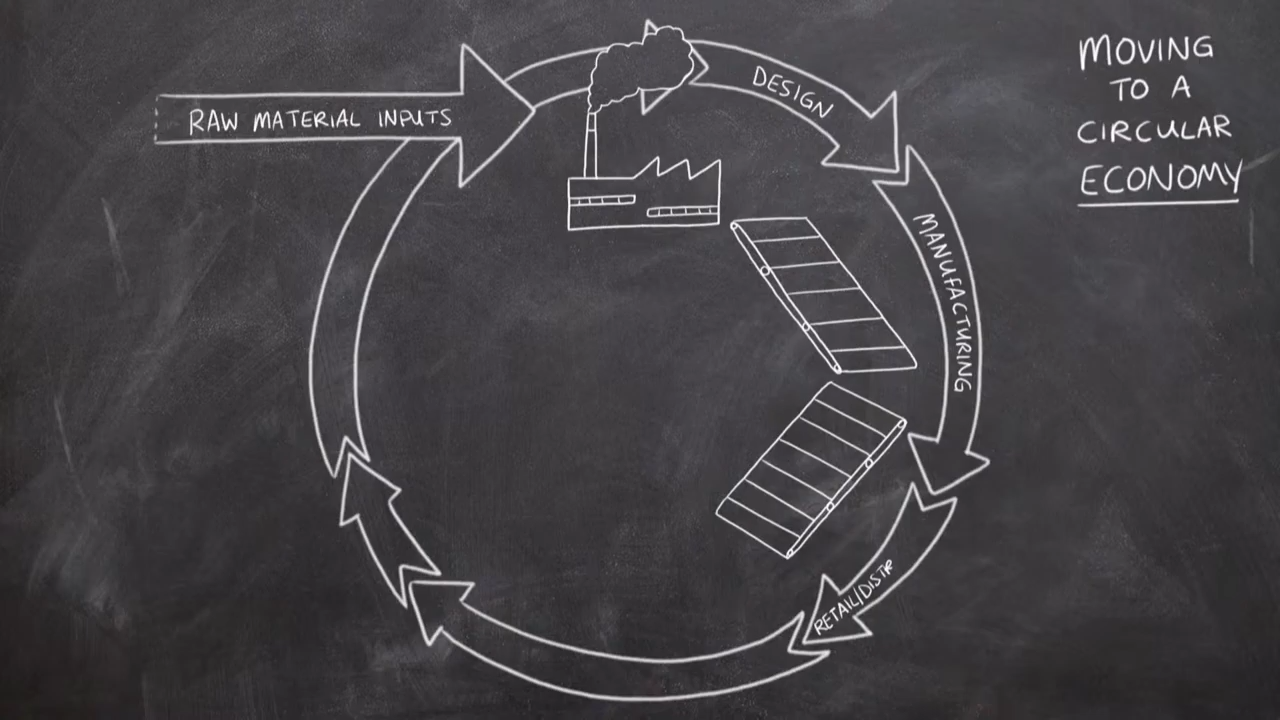 RAW MATERIAL INPUTS
DESIGN
MANUFACTURING
RETAIL/DISTR
MOVING
TO A
CIRCULAR
ECONOMY